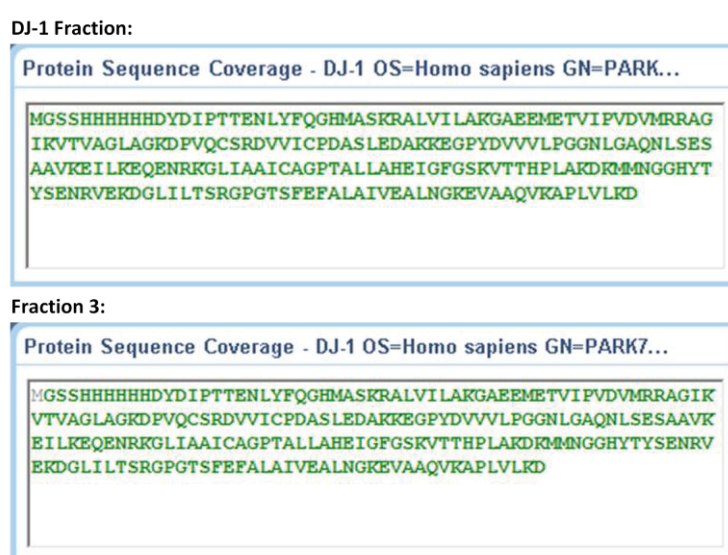 DJ-1 Fraction:
Protein Sequence Coverage - DJ-1 OS=Homo sapiens GN=PARK...
MGSSHHHHHHDYDIPTTENLYFQGHMASKRALVILAKGAEEMETVIPVDVMRRAG
IKVTVAGLAGKDPVQCSRDVVICPDASLEDAKKEGPYDVVVLPGGNLGAQNLSES
AAVKEILKEQENRKGLIAAICAGPTALLAHEIGFGSKVTTHPLAKDKMMNGGHYT
YSENRVEKDGLILTSRGPGTSFEFALAIVEALNGKEVAAQVKAPLVLKD
Fraction 3:
Protein Sequence Coverage - DJ-1 OS=Homo sapiens GN=PARK7...
MGSSHHHHHHDYDIPTTENLYFQGHMASKRALVILAKGAEEMETVIPVDVMRRAGIK
VTVAGLAGKDPVQCSRDVVICPDASLEDAKKEGPYDVVVLPGGNLGAQNLSESAAVK
EILKEQENRKGLIAAICAGPTALLAHEIGFGSKVTTHPLAKDKMMNGGHYTYSENRV
EKDGLILTSRGPGTSFEFALAIVEALNGKEVAAQVKAPLVLKD